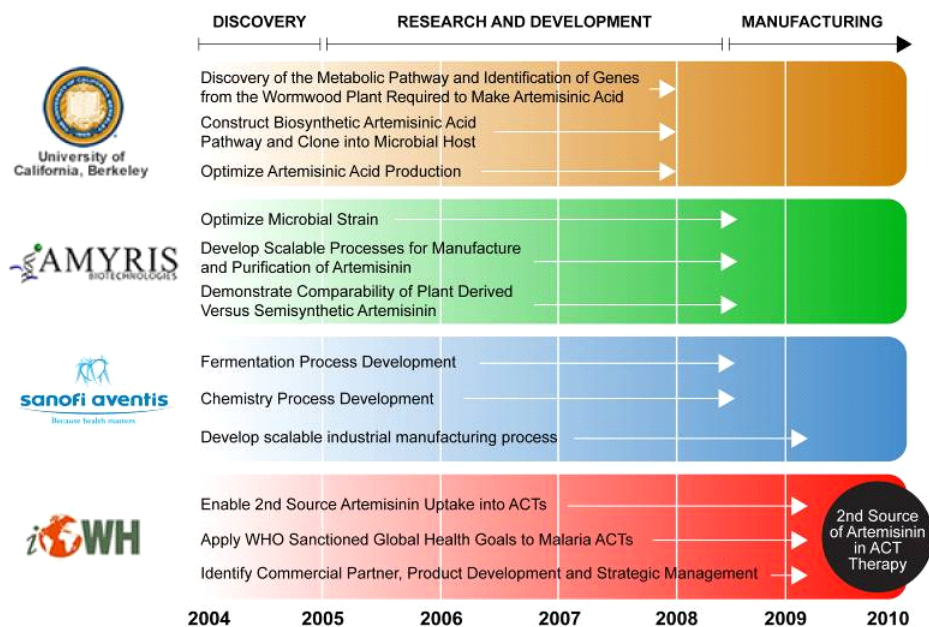 DISCOVERY
RESEARCH AND DEVELOPMENT
MANUFACTURING
University of
California, Berkeley
Discovery of the Metabolic Pathway and Identification of Genes
from the Wormwood Plant Required to Make Artemisinic Acid
Construct Biosynthetic Artemisinic Acid
Pathway and Clone into Microbial Host
Optimize Artemisinic Acid Production
AMYRIS
BIOTECHNOLOGIES
Optimize Microbial Strain
Develop Scalable Processes for Manufacture
and Purification of Artemisinin
Demonstrate Comparability of Plant Derived
Versus Semisynthetic Artemisinin
sanofi aventis
Because health matters
Fermentation Process Development
Chemistry Process Development
Develop scalable industrial manufacturing process
iOWH
Enable 2nd Source Artemisinin Uptake into ACTs
Apply WHO Sanctioned Global Health Goals to Malaria ACTs
Identify Commercial Partner, Product Development and Strategic Management
2nd Source
of Artemisinin
in ACT
Therapy
2004
2005
2006
2007
2008
2009
2010